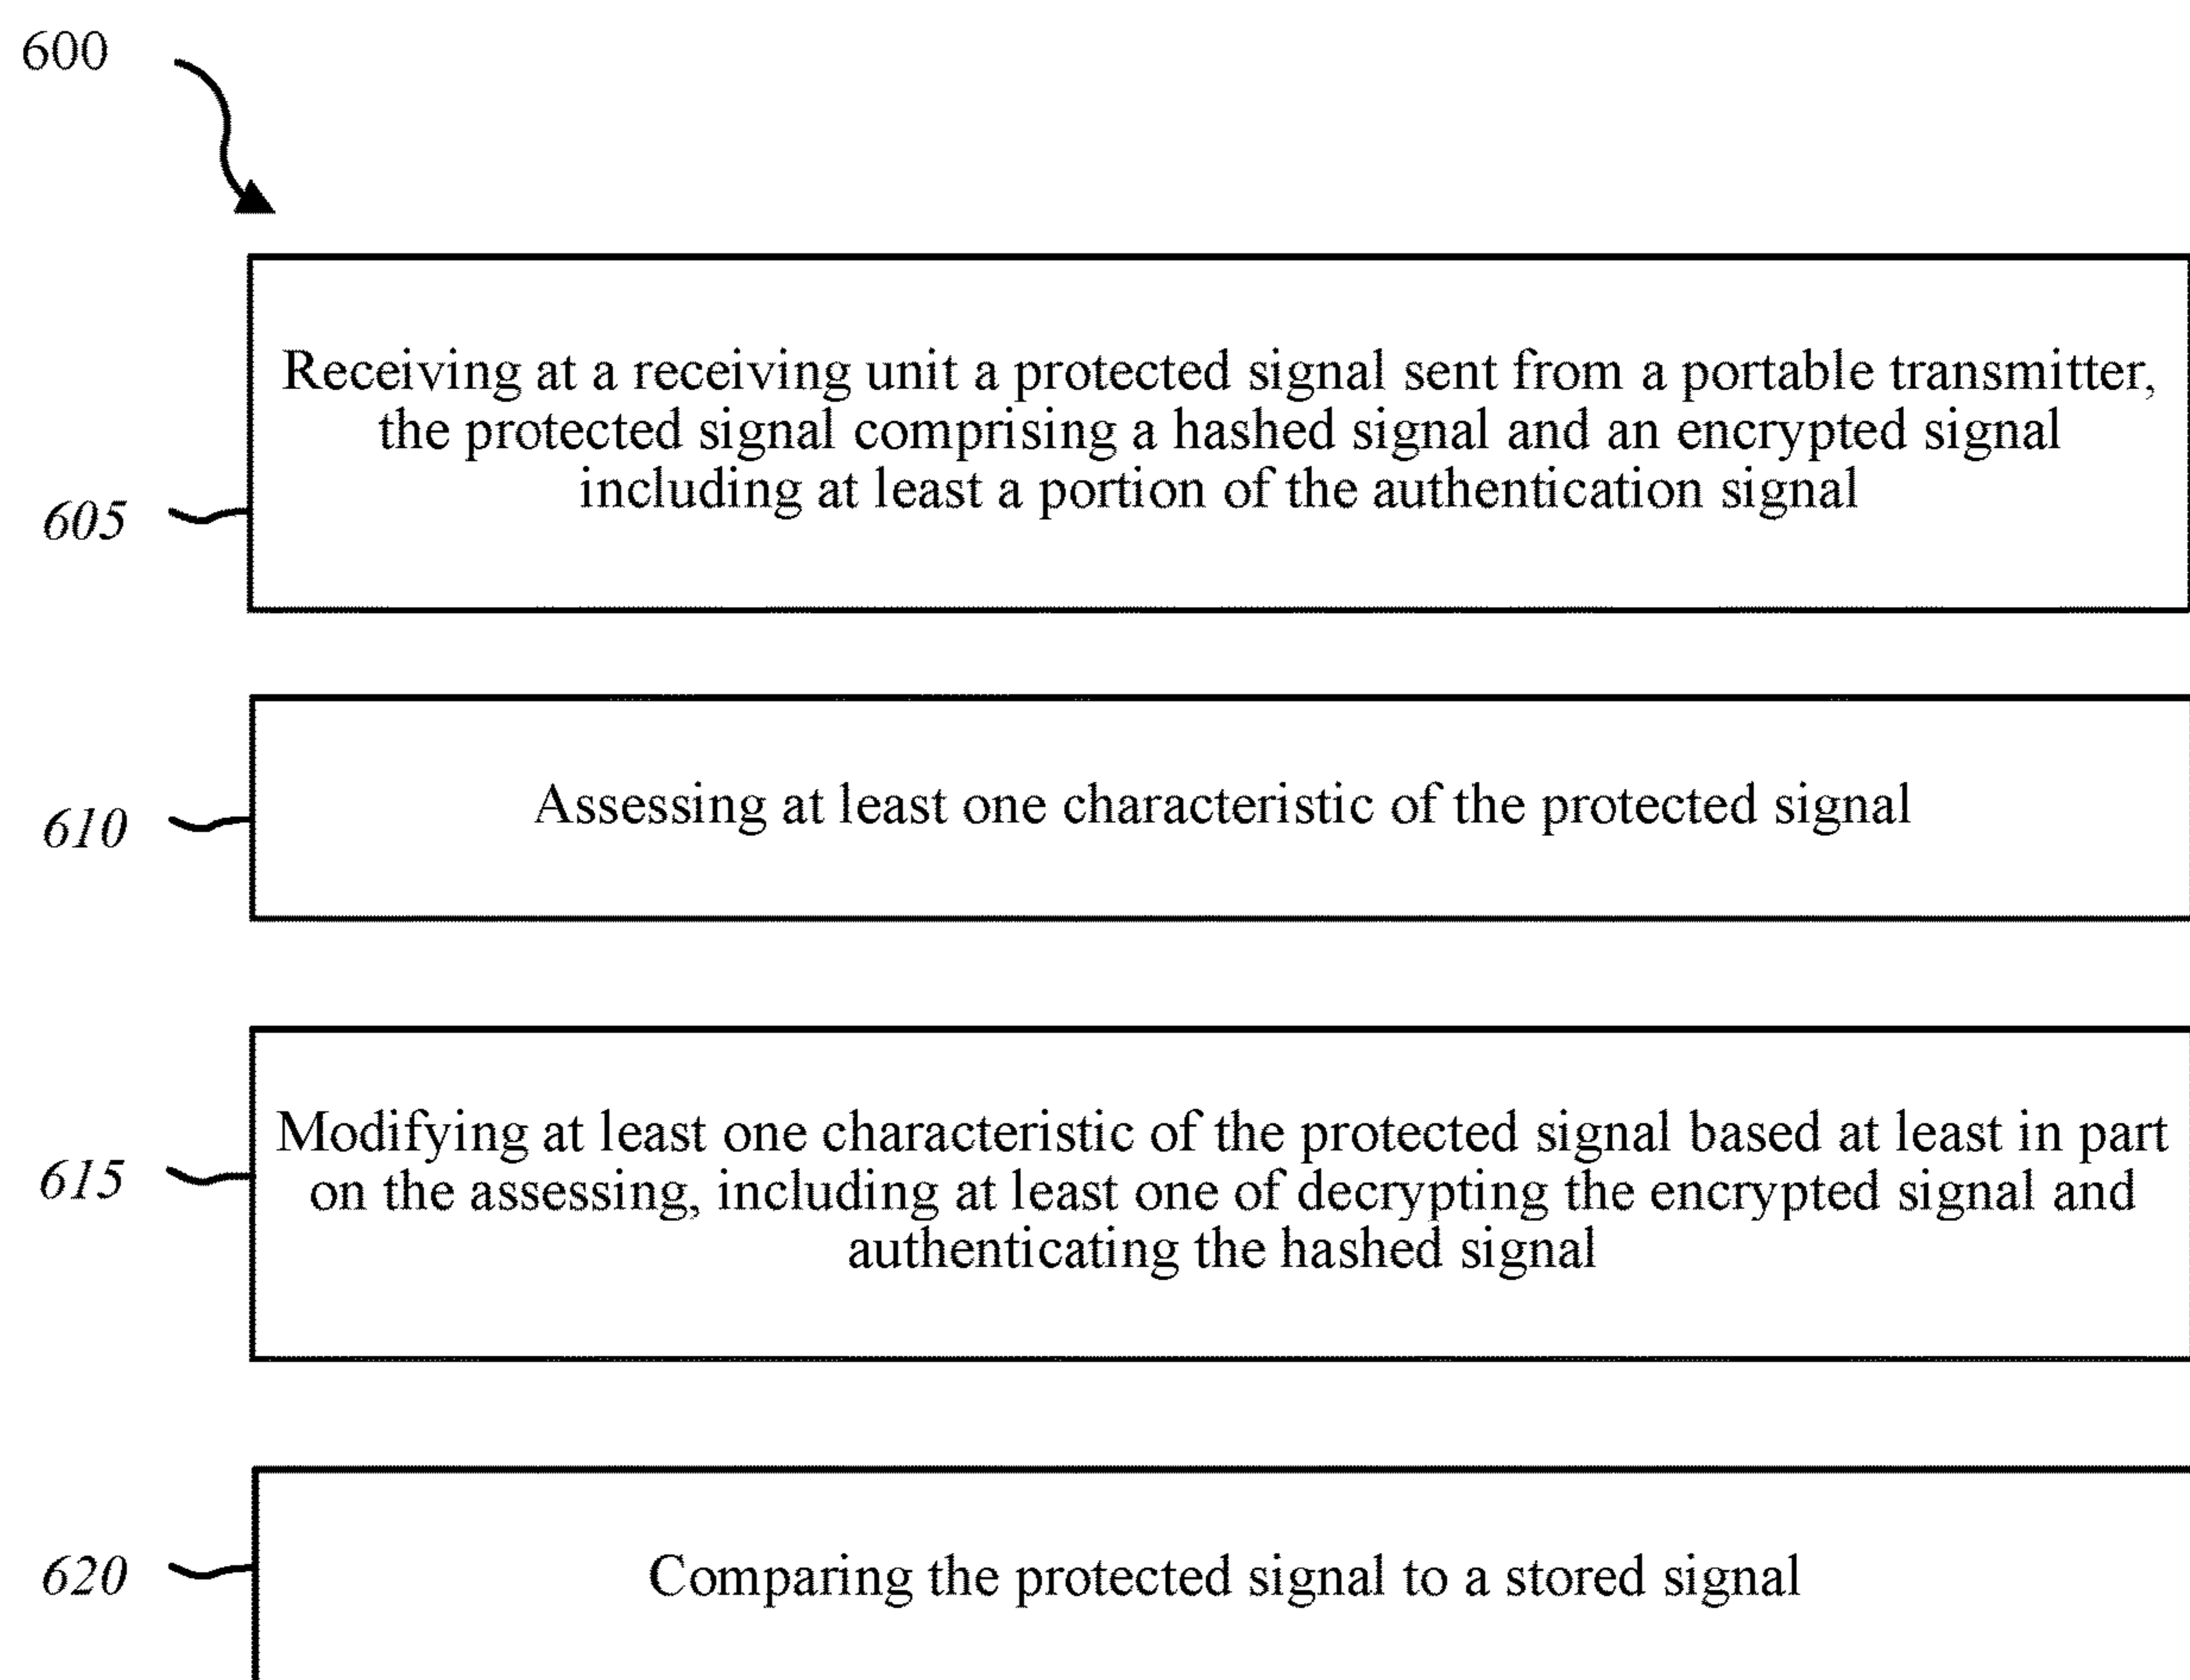 600
Receiving at a receiving unit a protected signal sent from a portable transmitter,
the protected signal comprising a hashed signal and an encrypted signal
including at least a portion of the authentication signal
605
Assessing at least one characteristic of the protected signal
610
Modifying at least one characteristic of the protected signal based at least in part
on the assessing, including at least one of decrypting the encrypted signal and
authenticating the hashed signal
615
Comparing the protected signal to a stored signal
620